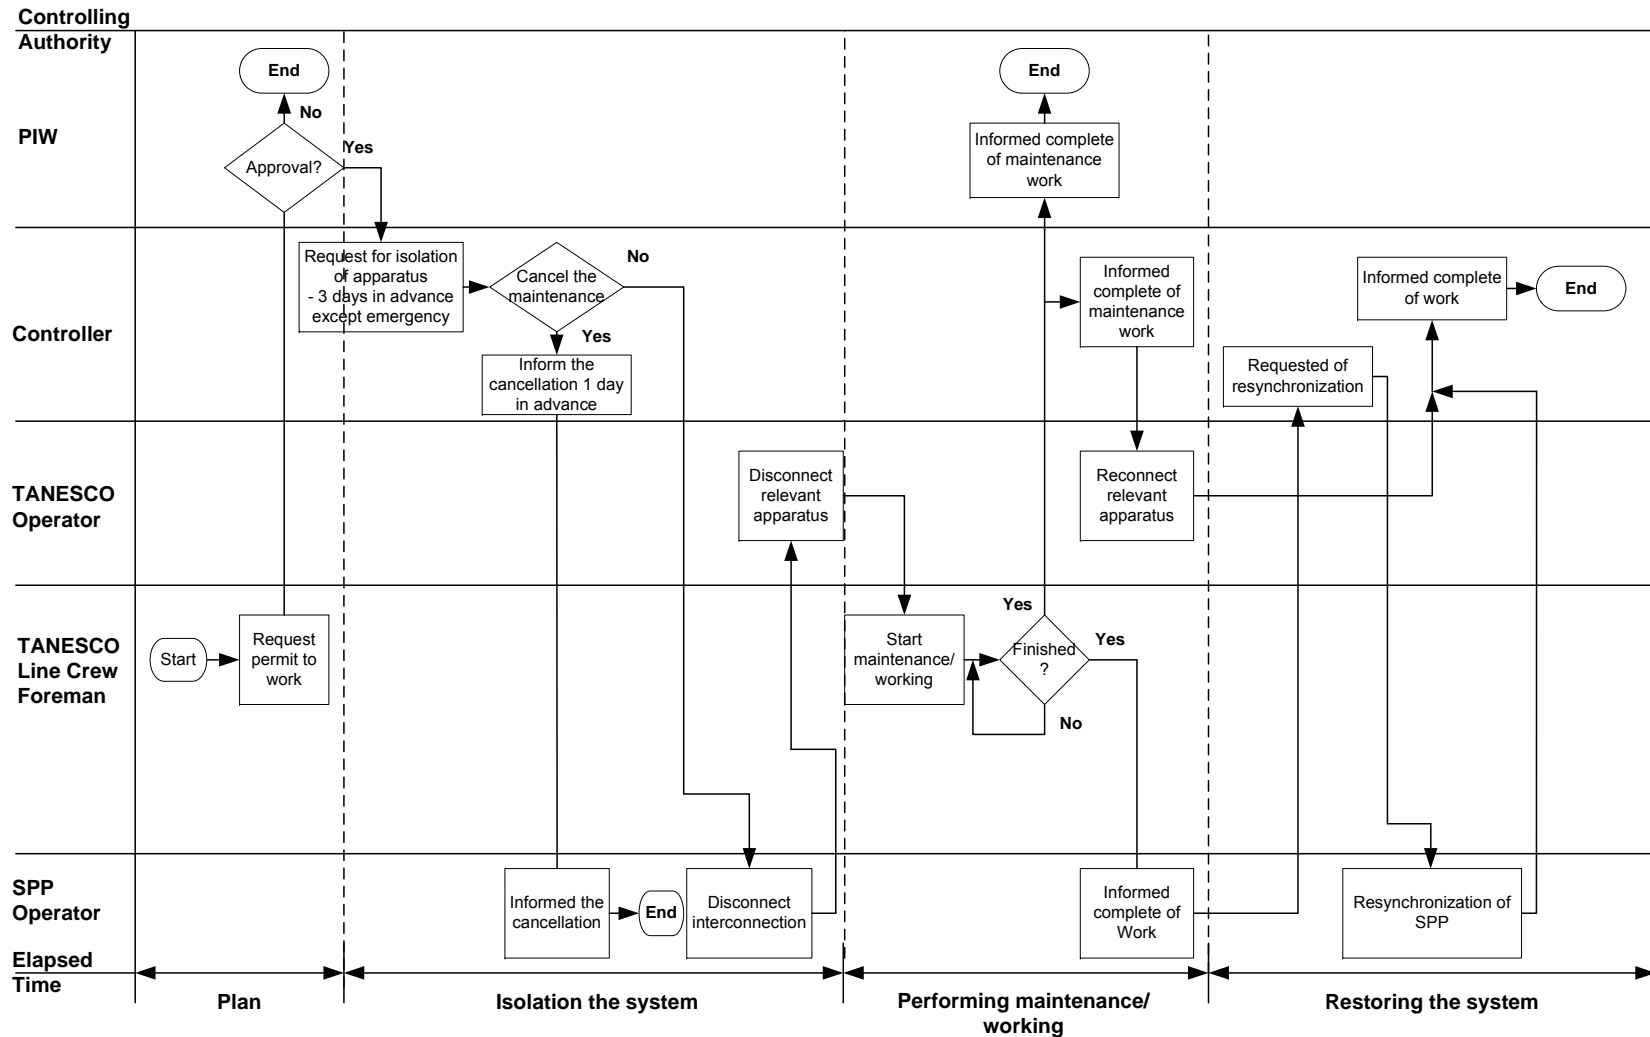 Controlling
Authority
End
End
No
PIW
Yes
Approval?
Informed complete
of maintenance
work
Request for isolation
of apparatus
- 3 days in advance
except emergency
Cancel the
maintenance
No
Yes
Informed
complete of
maintenance
work
Informed complete
of work
End
Controller
Inform the
cancellation 1 day
in advance
Requested of
resynchronization
TANESCO
Operator
Disconnect
relevant
apparatus
Reconnect
relevant
apparatus
TANESCO
Line Crew
Foreman
Start
Request
permit to
work
Start
maintenance/
working
Yes
Finished
?
Yes
No
SPP
Operator
Informed the
cancellation
End
Disconnect
interconnection
Informed
complete of
Work
Resynchronization of
SPP
Elapsed
Time
Plan
Isolation the system
Performing maintenance/
working
Restoring the system